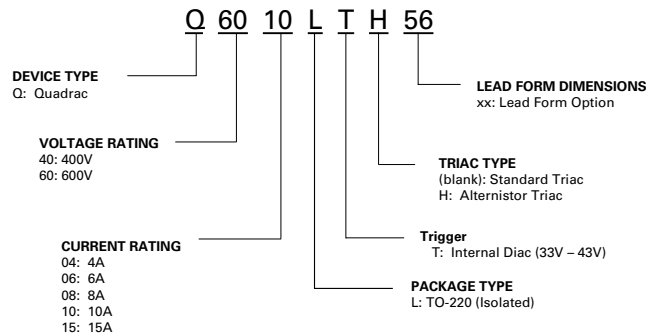 Q 60 10 L T H 56
DEVICE TYPE
Q: Quadrac
VOLTAGE RATING
40: 400V
60: 600V
CURRENT RATING
04: 4A
06: 6A
08: 8A
10: 10A
15: 15A
LEAD FORM DIMENSIONS
xx: Lead Form Option
TRIAC TYPE
(blank): Standard Triac
H: Alternistor Triac
Trigger
T: Internal Diac (33V – 43V)
PACKAGE TYPE
L: TO-220 (Isolated)